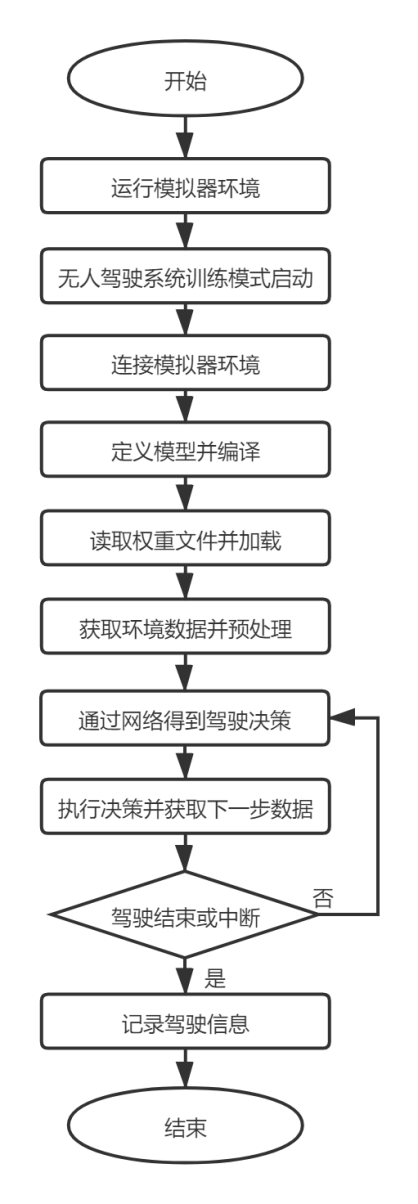 开始
运行模拟器环境
无人驾驶系统训练模式启动
连接模拟器环境
定义模型并编译
读取权重文件并加载
获取环境数据并预处理
通过网络得到驾驶决策
执行决策并获取下一步数据
否
驾驶结束或中断
是
记录驾驶信息
结束